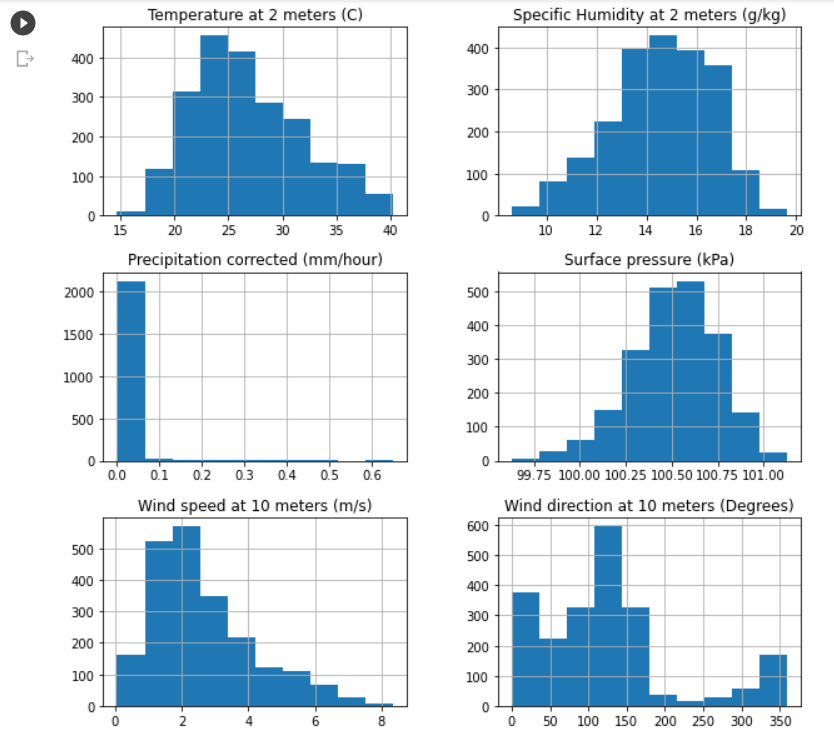 Temperature at 2 meters (C)
400
300
200
100
0
15 20 25 30 35 40
Specific Humidity at 2 meters (g/kg)
400
300
200
100
0
10 12 14 16 18 20
Precipitation corrected (mm/hour)
2000
1500
1000
500
0
0.0 0.1 0.2 0.3 0.4 0.5 0.6
Surface pressure (kPa)
500
400
300
200
100
0
99.75 100.00 100.25 100.50 100.75 101.00
Wind speed at 10 meters (m/s)
500
400
300
200
100
0
0 2 4 6 8
Wind direction at 10 meters (Degrees)
600
500
400
300
200
100
0
0 50 100 150 200 250 300 350